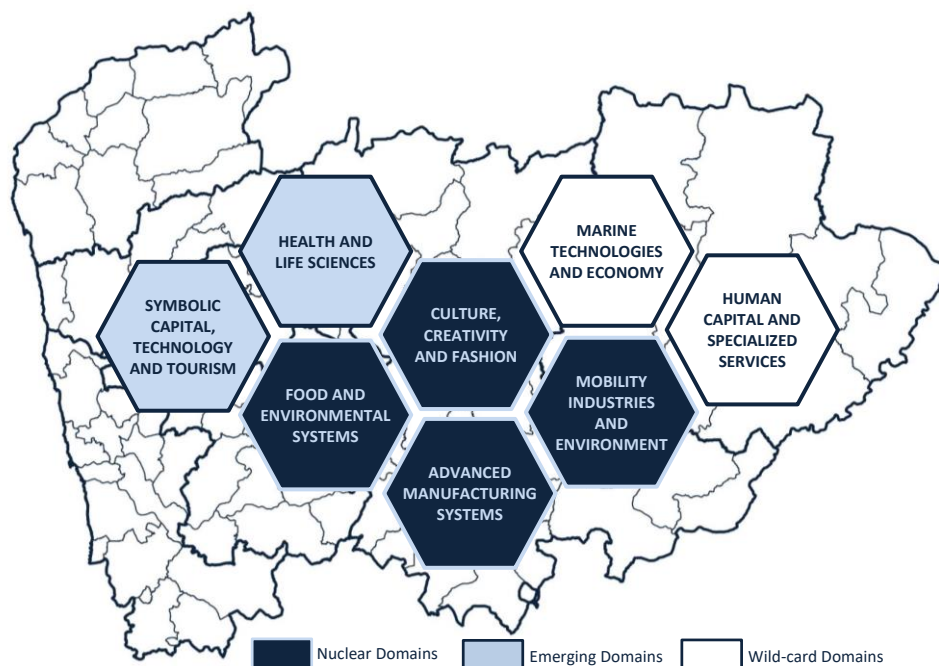 HEALTH AND
LIFE SCIENCES
MARINE
TECHNOLOGIES
AND ECONOMY
SYMBOLIC
CAPITAL,
TECHNOLOGY
AND TOURISM
CULTURE,
CREATIVITY
AND FASHION
HUMAN
CAPITAL AND
SPECIALIZED
SERVICES
FOOD AND
ENVIRONMENTAL
SYSTEMS
MOBILITY
INDUSTRIES
AND
ENVIRONMENT
ADVANCED
MANUFACTURING
SYSTEMS
Nuclear Domains
Emerging Domains
Wild-card Domains